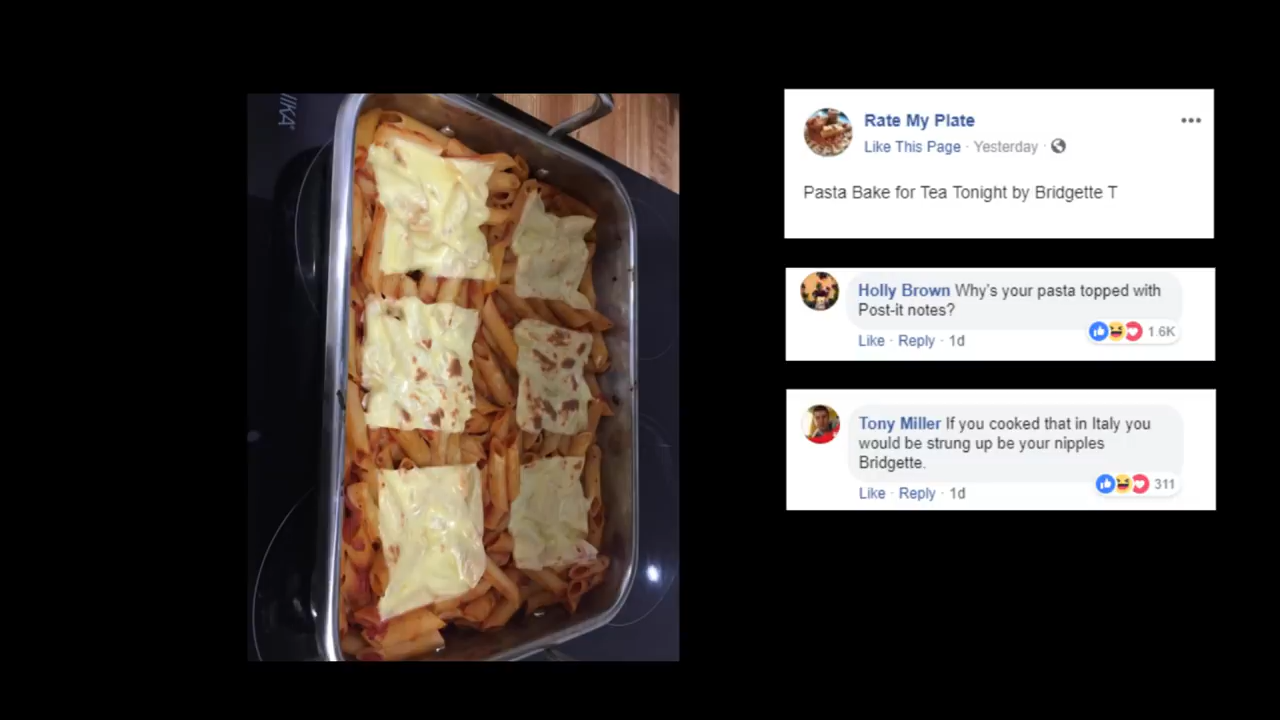 Rate My Plate
Like This Page · Yesterday ·
Pasta Bake for Tea Tonight by Bridgette T
Holly Brown Why's your pasta topped with
Post-it notes?
1.6K
Like · Reply · 1d
Tony Miller If you cooked that in Italy you
would be strung up be your nipples
Bridgette.
311
Like · Reply · 1d